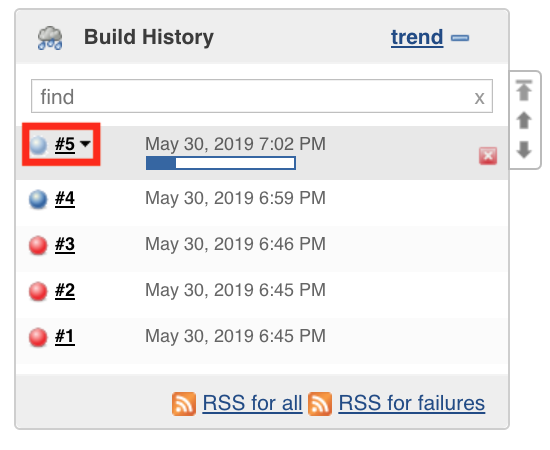 Build History trend
find x
#5 May 30, 2019 7:02 PM
#4 May 30, 2019 6:59 PM
#3 May 30, 2019 6:46 PM
#2 May 30, 2019 6:45 PM
#1 May 30, 2019 6:45 PM
RSS for all RSS for failures